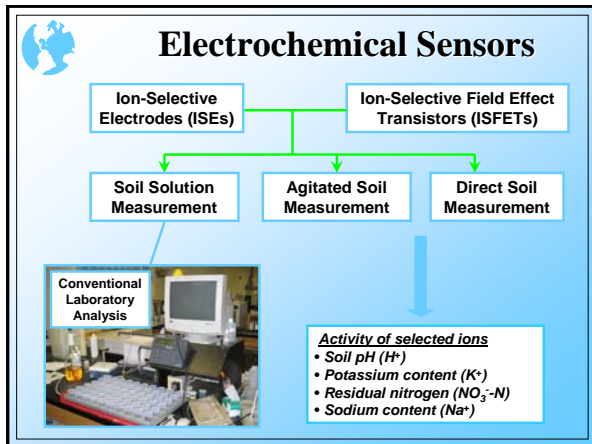 Electrochemical Sensors
Ion-Selective
Electrodes (ISEs)
Ion-Selective Field Effect
Transistors (ISFETs)
Soil Solution
Measurement
Agitated Soil
Measurement
Direct Soil
Measurement
Conventional
Laboratory
Analysis
Activity of selected ions
• Soil pH (H⁺)
• Potassium content (K⁺)
• Residual nitrogen (NO₃⁻-N)
• Sodium content (Na⁺)